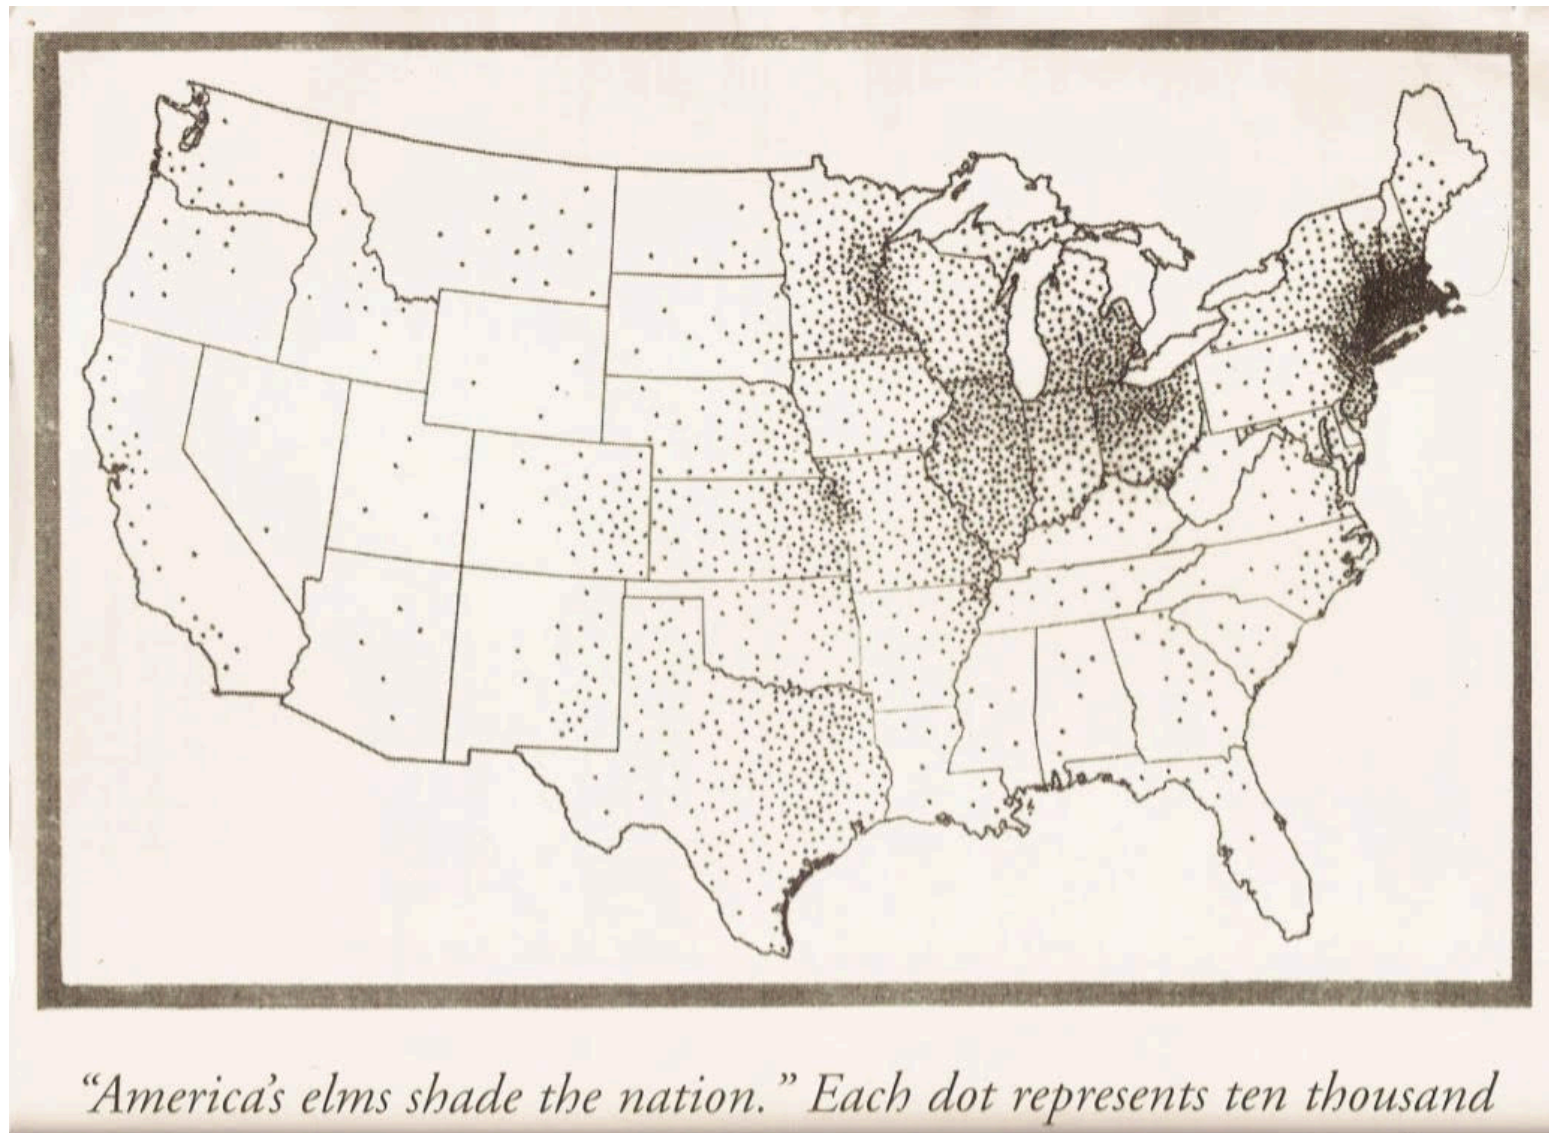 “America's elms shade the nation.” Each dot represents ten thousand